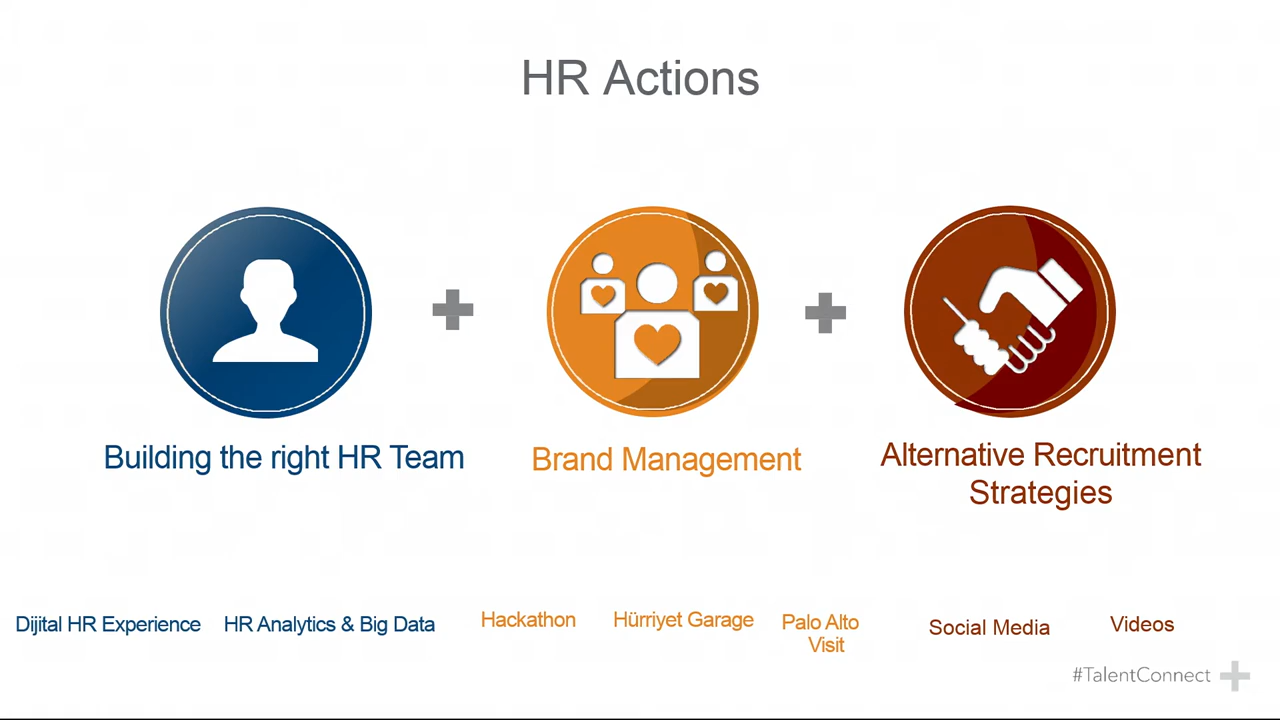 HR Actions
Building the right HR Team
Brand Management
Alternative Recruitment
Strategies
Dijital HR Experience
HR Analytics & Big Data
Hackathon
Hürriyet Garage
Palo Alto
Visit
Social Media
Videos
#TalentConnect